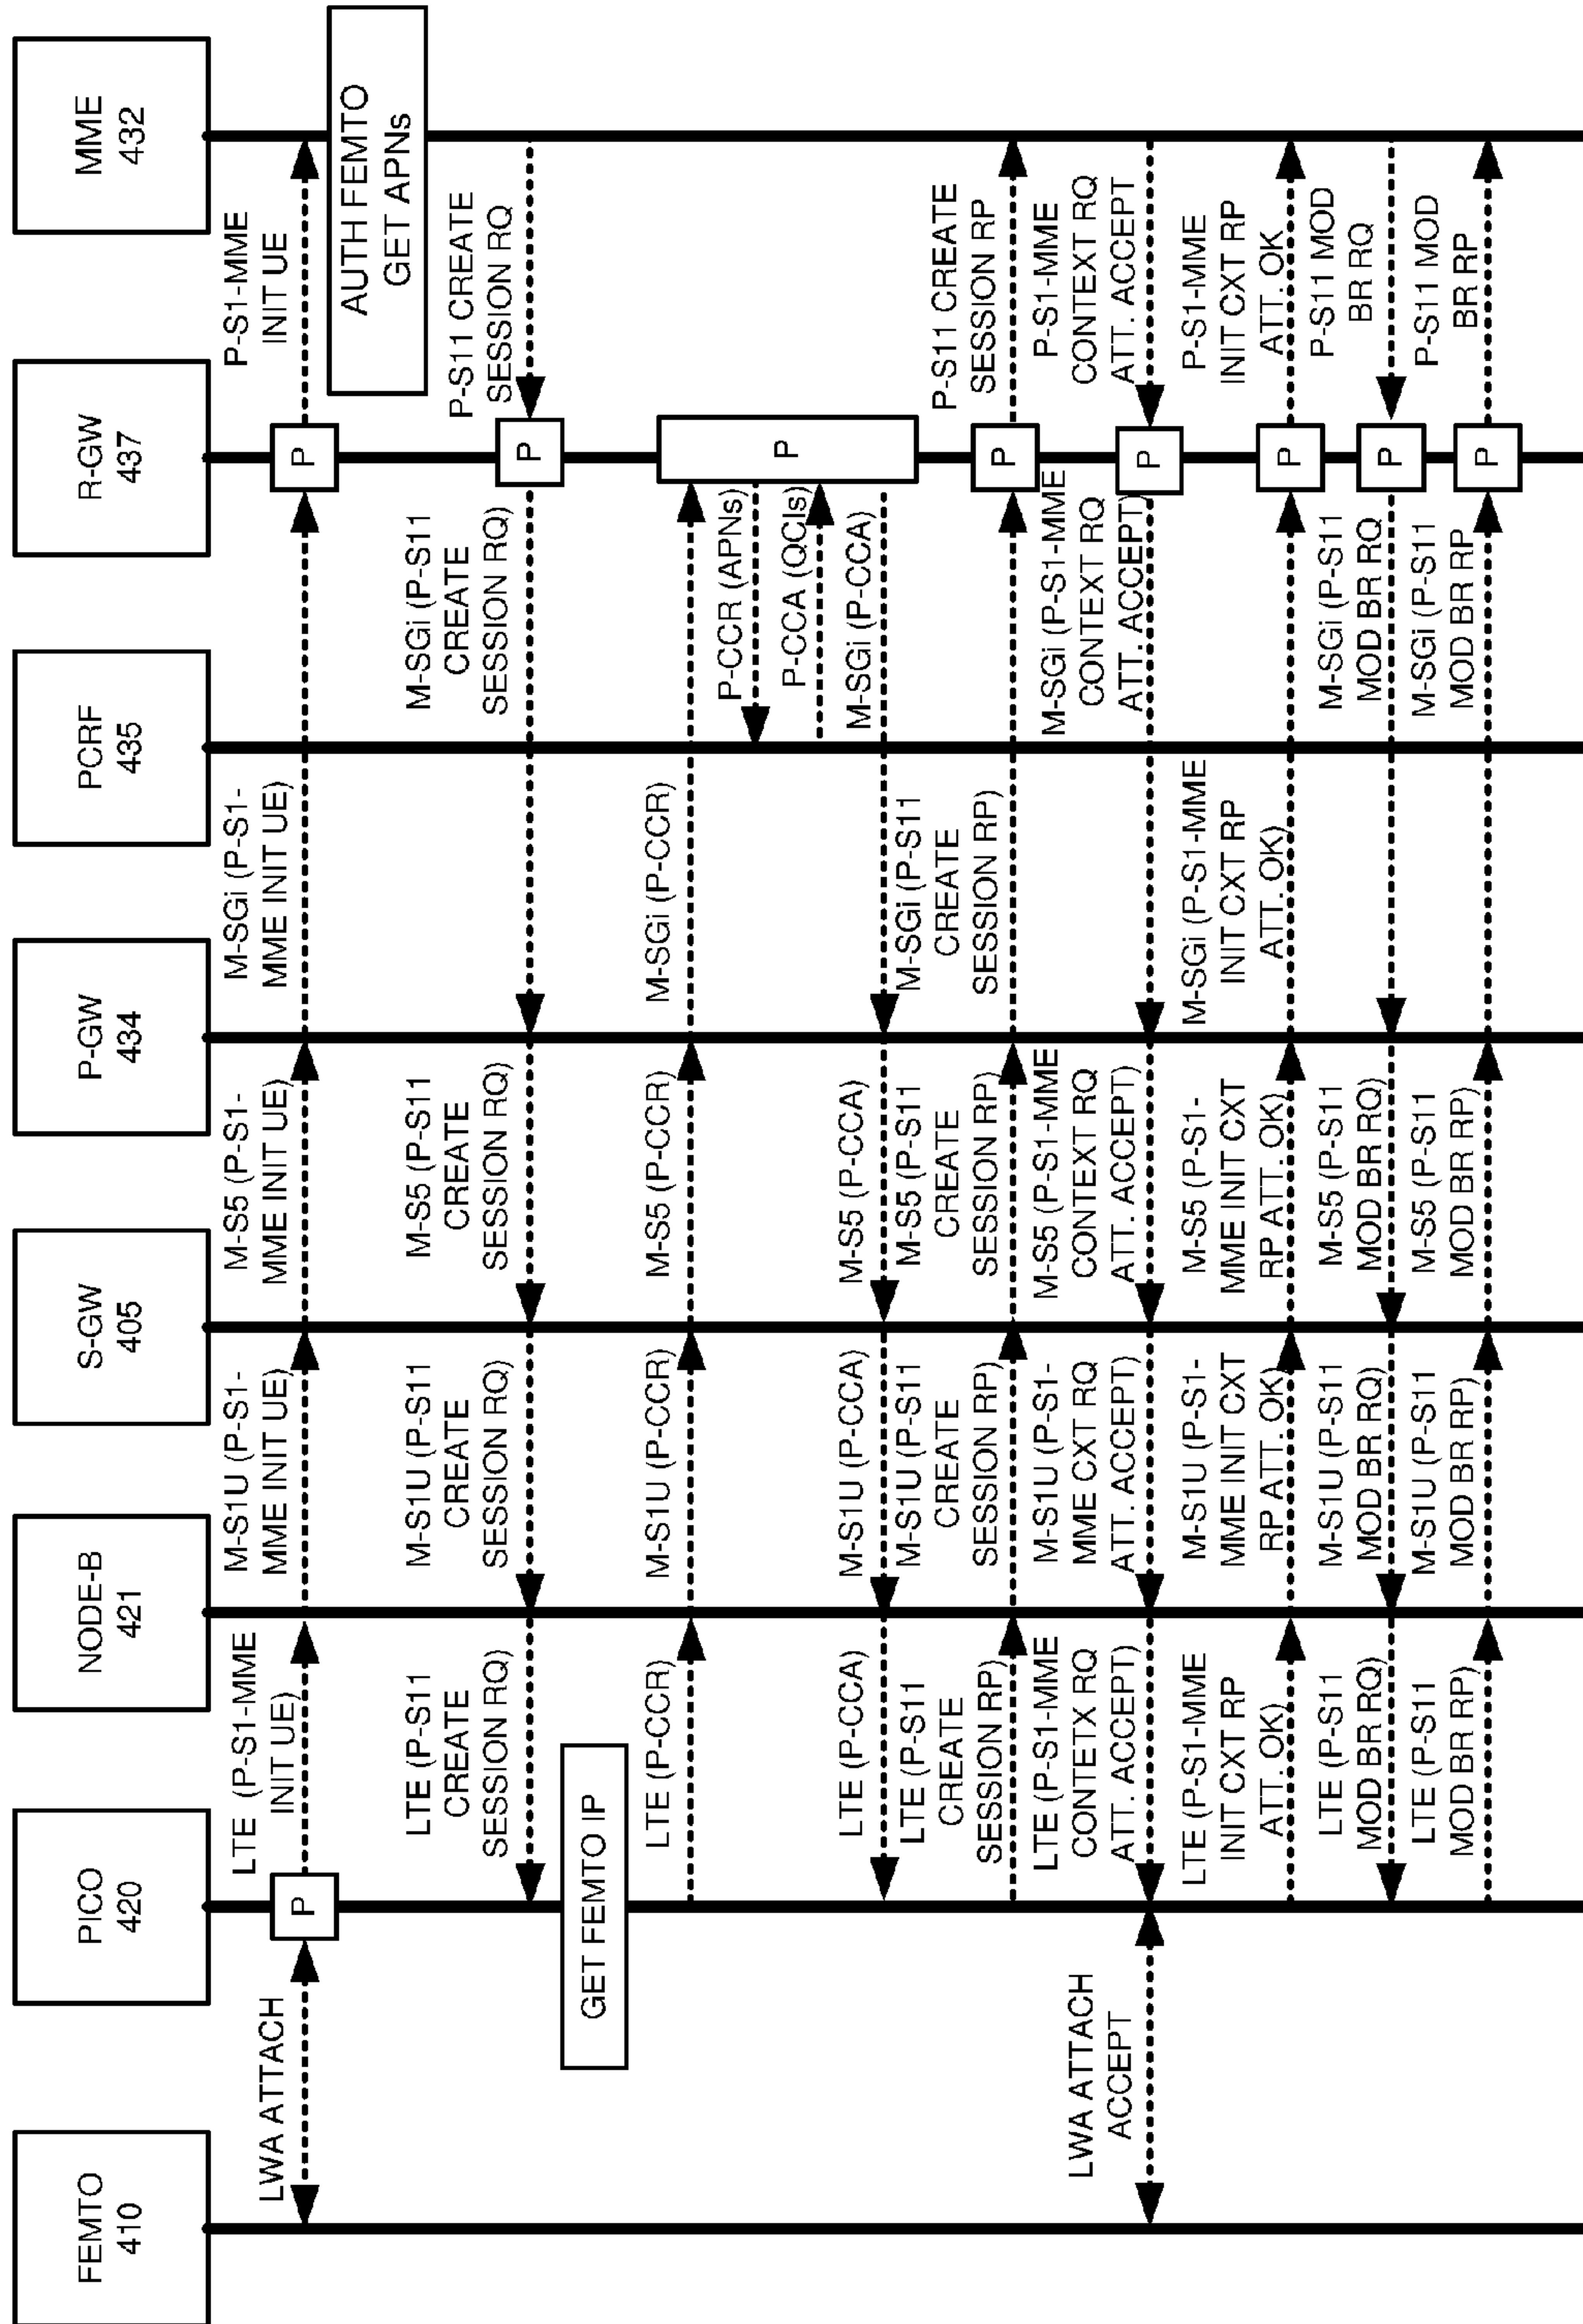 FEMTO
410
PICO
420
NODE-B
421
S-GW
405
P-GW
434
PCRF
435
R-GW
437
MME
432
LWA ATTACH
P
LTE (P-S1-MME
INIT UE)
M-S1U (P-S1-
MME INIT UE)
M-S5 (P-S1-
MME INIT UE)
M-SGi (P-S1-
MME INIT UE)
P
P-S1-MME
INIT UE
AUTH FEMTO
GET APNs
LTE (P-S11
CREATE
SESSION RQ)
M-S1U (P-S11
CREATE
SESSION RQ)
M-S5 (P-S11
CREATE
SESSION RQ)
M-SGi (P-S11
CREATE
SESSION RQ)
P
P-S11 CREATE
SESSION RQ
GET FEMTO IP
LTE (P-CCR)
M-S1U (P-CCR)
M-S5 (P-CCR)
M-SGi (P-CCR)
P
P-CCR (APNs)
P-CCA (QCIs)
LTE (P-CCA)
M-S1U (P-CCA)
M-S5 (P-CCA)
M-SGi (P-CCA)
LTE (P-S11
CREATE
SESSION RP)
M-S1U (P-S11
CREATE
SESSION RP)
M-S5 (P-S11
CREATE
SESSION RP)
M-SGi (P-S11
CREATE
SESSION RP)
P
P-S11 CREATE
SESSION RP
LWA ATTACH
ACCEPT
LTE (P-S1-MME
CONTETX RQ
ATT. ACCEPT)
M-S1U (P-S1-
MME CXT RQ
ATT. ACCEPT)
M-S5 (P-S1-MME
CONTEXT RQ
ATT. ACCEPT)
M-SGi (P-S1-MME
CONTEXT RQ
ATT. ACCEPT)
P
P-S1-MME
CONTEXT RQ
ATT. ACCEPT
LTE (P-S1-MME
INIT CXT RP
ATT. OK)
M-S1U (P-S1-
MME INIT CXT
RP ATT. OK)
M-S5 (P-S1-
MME INIT CXT
RP ATT. OK)
M-SGi (P-S1-MME
INIT CXT RP
ATT. OK)
P
P-S1-MME
INIT CXT RP
ATT. OK
LTE (P-S11
MOD BR RQ)
M-S1U (P-S11
MOD BR RQ)
M-S5 (P-S11
MOD BR RQ)
M-SGi (P-S11
MOD BR RQ
P
P-S11 MOD
BR RQ
LTE (P-S11
MOD BR RP)
M-S1U (P-S11
MOD BR RP)
M-S5 (P-S11
MOD BR RP)
M-SGi (P-S11
MOD BR RP
P
P-S11 MOD
BR RP